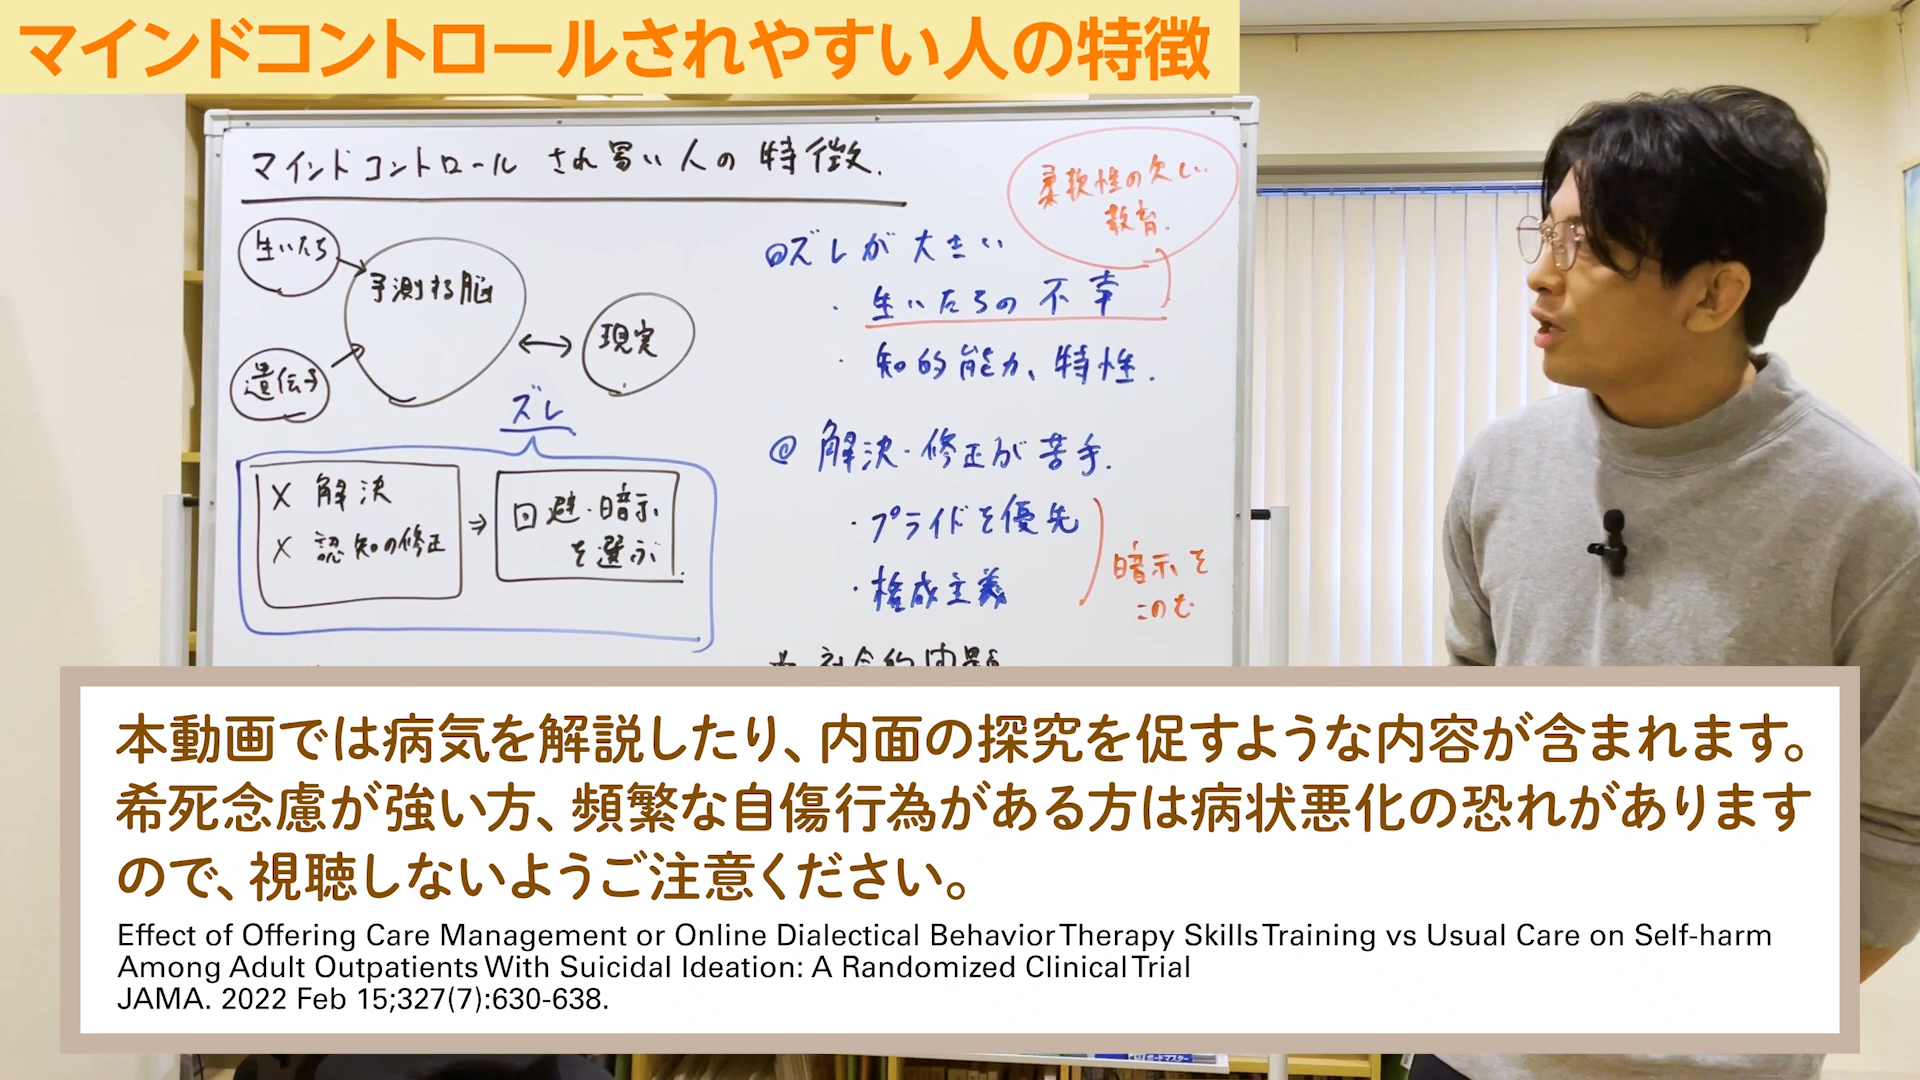 マインドコントロールされやすい人の特徴
マインドコントロール され易い人の特徴.
生いたち
予測する脳
遺伝子
現実
ズレ
× 解決
× 認知の修正
⇒
回避・暗示
を選ぶ.
柔軟性の欠しい
教育.
◎ズレが大きい
・生いたちの不幸
・知的能力、特性.
◎解決・修正が苦手.
・プライドを優先
・権威主義
暗示を
このむ
社会的問題
本動画では病気を解説したり、内面の探究を促すような内容が含まれます。
希死念慮が強い方、頻繁な自傷行為がある方は病状悪化の恐れがあります
ので、視聴しないようご注意ください。
Effect of Offering Care Management or Online Dialectical Behavior Therapy Skills Training vs Usual Care on Self-harm
Among Adult Outpatients With Suicidal Ideation: A Randomized Clinical Trial
JAMA. 2022 Feb 15;327(7):630-638.